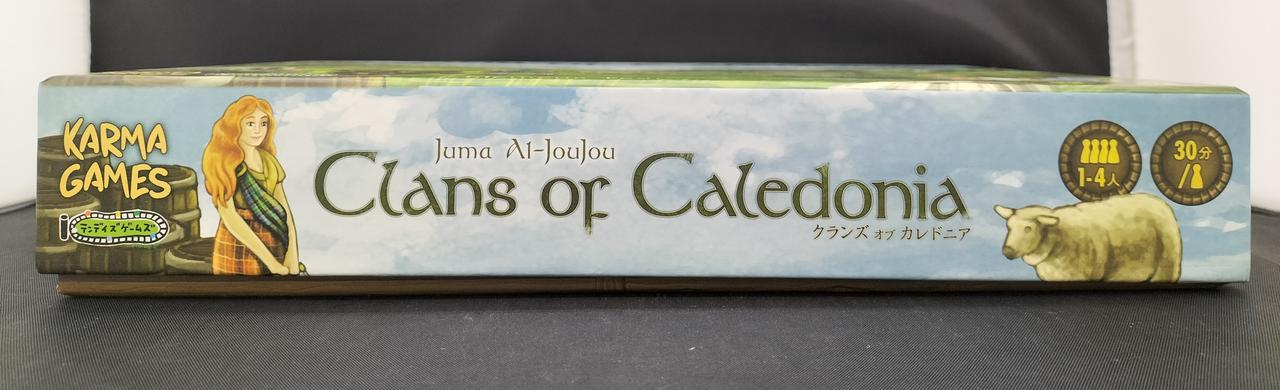 KARMA
GAMES
テンデイズゲームズ
Juma Al-JouJou
Clans of Caledonia
クランズ オブ カレドニア
1-4人
30分
/